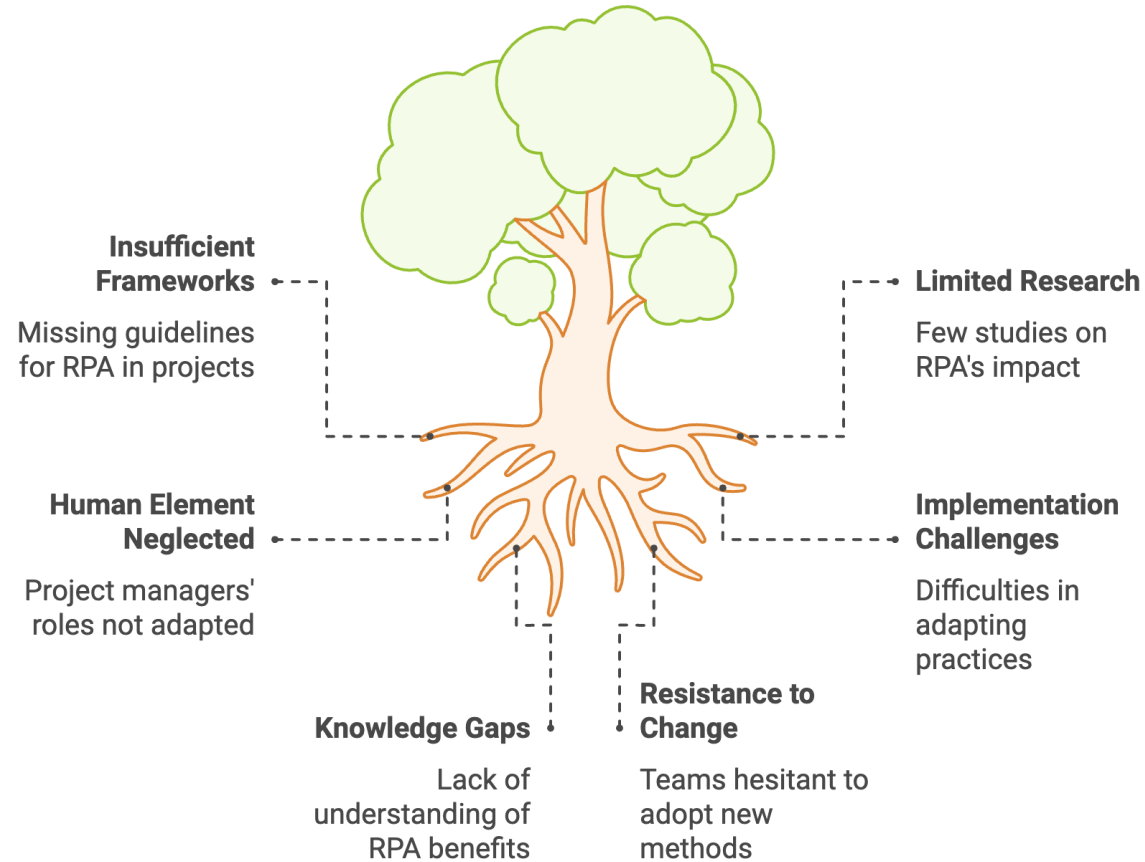 Insufficient
Frameworks
Missing guidelines
for RPA in projects
Limited Research
Few studies on
RPA's impact
Human Element
Neglected
Project managers'
roles not adapted
Implementation
Challenges
Difficulties in
adapting
practices
Knowledge Gaps
Lack of
understanding of
RPA benefits
Resistance to
Change
Teams hesitant to
adopt new
methods